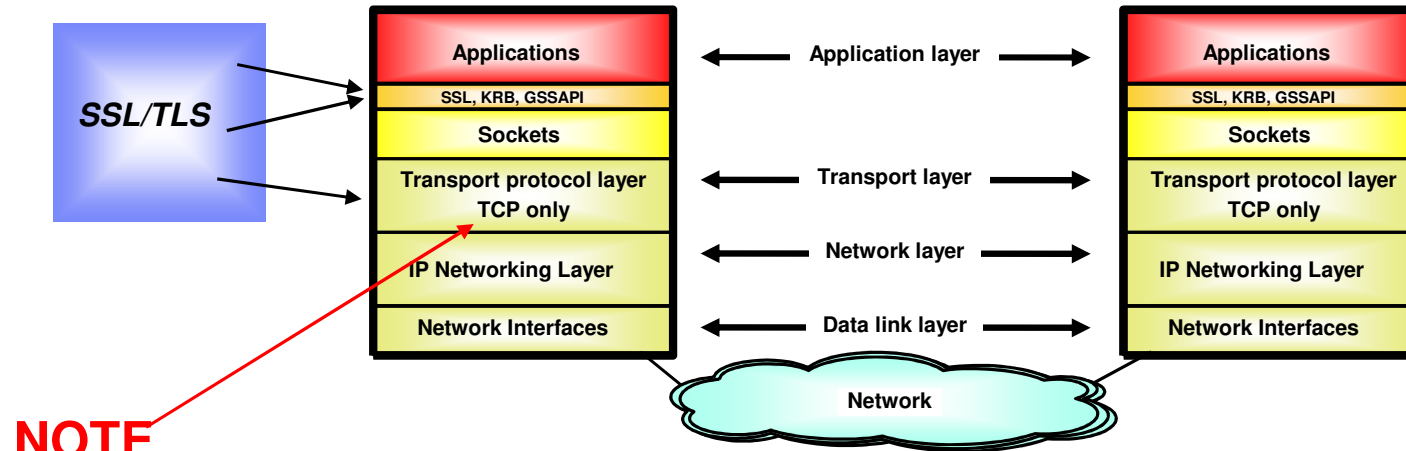 SSL/TLS
Applications
SSL, KRB, GSSAPI
Sockets
Transport protocol layer
TCP only
IP Networking Layer
Network Interfaces
Application layer
Transport layer
Network layer
Data link layer
Network
Applications
SSL, KRB, GSSAPI
Sockets
Transport protocol layer
TCP only
IP Networking Layer
Network Interfaces
NOTE